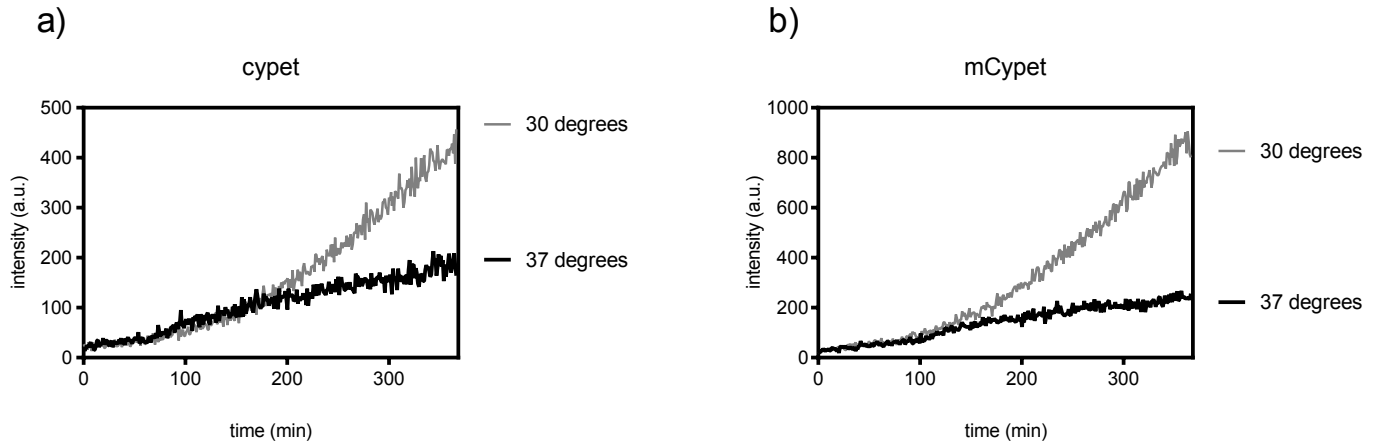 a)
cypet
500
400
300
200
100
0
intensity (a.u.)
0 100 200 300
time (min)
30 degrees
37 degrees
b)
mCypet
1000
800
600
400
200
0
intensity (a.u.)
0 100 200 300
time (min)
30 degrees
37 degrees